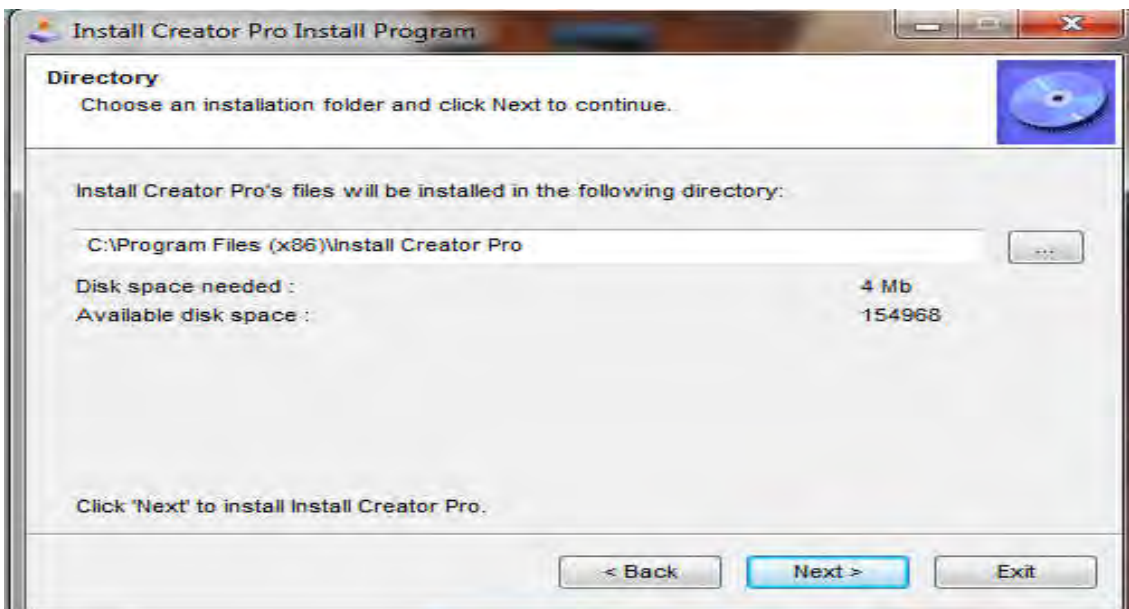 Install Creator Pro Install Program
Directory
Choose an installation folder and click Next to continue.
Install Creator Pro's files will be installed in the following directory:
C:\Program Files (x86)\Install Creator Pro
...
Disk space needed : 4 Mb
Available disk space : 154968
Click 'Next' to install Install Creator Pro.
< Back Next > Exit